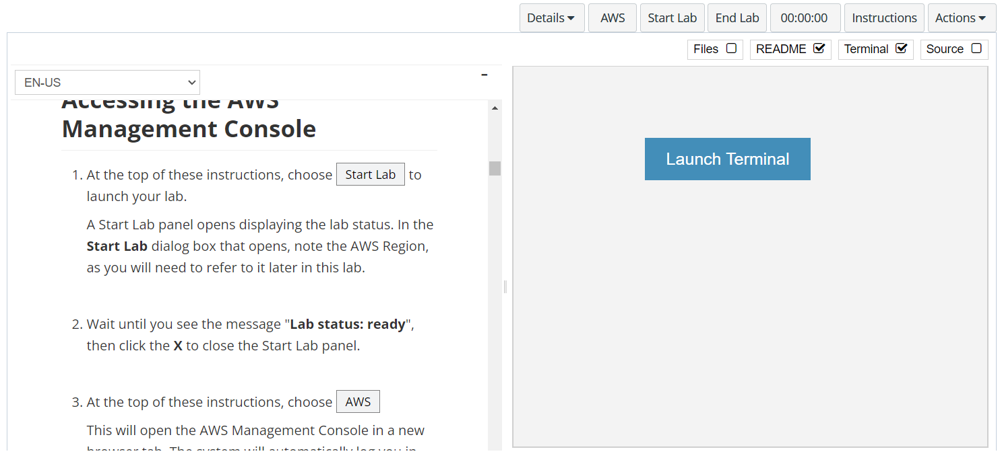 Details AWS Start Lab End Lab 00:00:00 Instructions Actions
Files README Terminal Source
EN-US
Accessing the AWS
Management Console
1. At the top of these instructions, choose Start Lab to
launch your lab.
A Start Lab panel opens displaying the lab status. In the
Start Lab dialog box that opens, note the AWS Region,
as you will need to refer to it later in this lab.
2. Wait until you see the message "Lab status: ready",
then click the X to close the Start Lab panel.
3. At the top of these instructions, choose AWS
This will open the AWS Management Console in a new
browser tab. The system will automatically log you in.
Launch Terminal